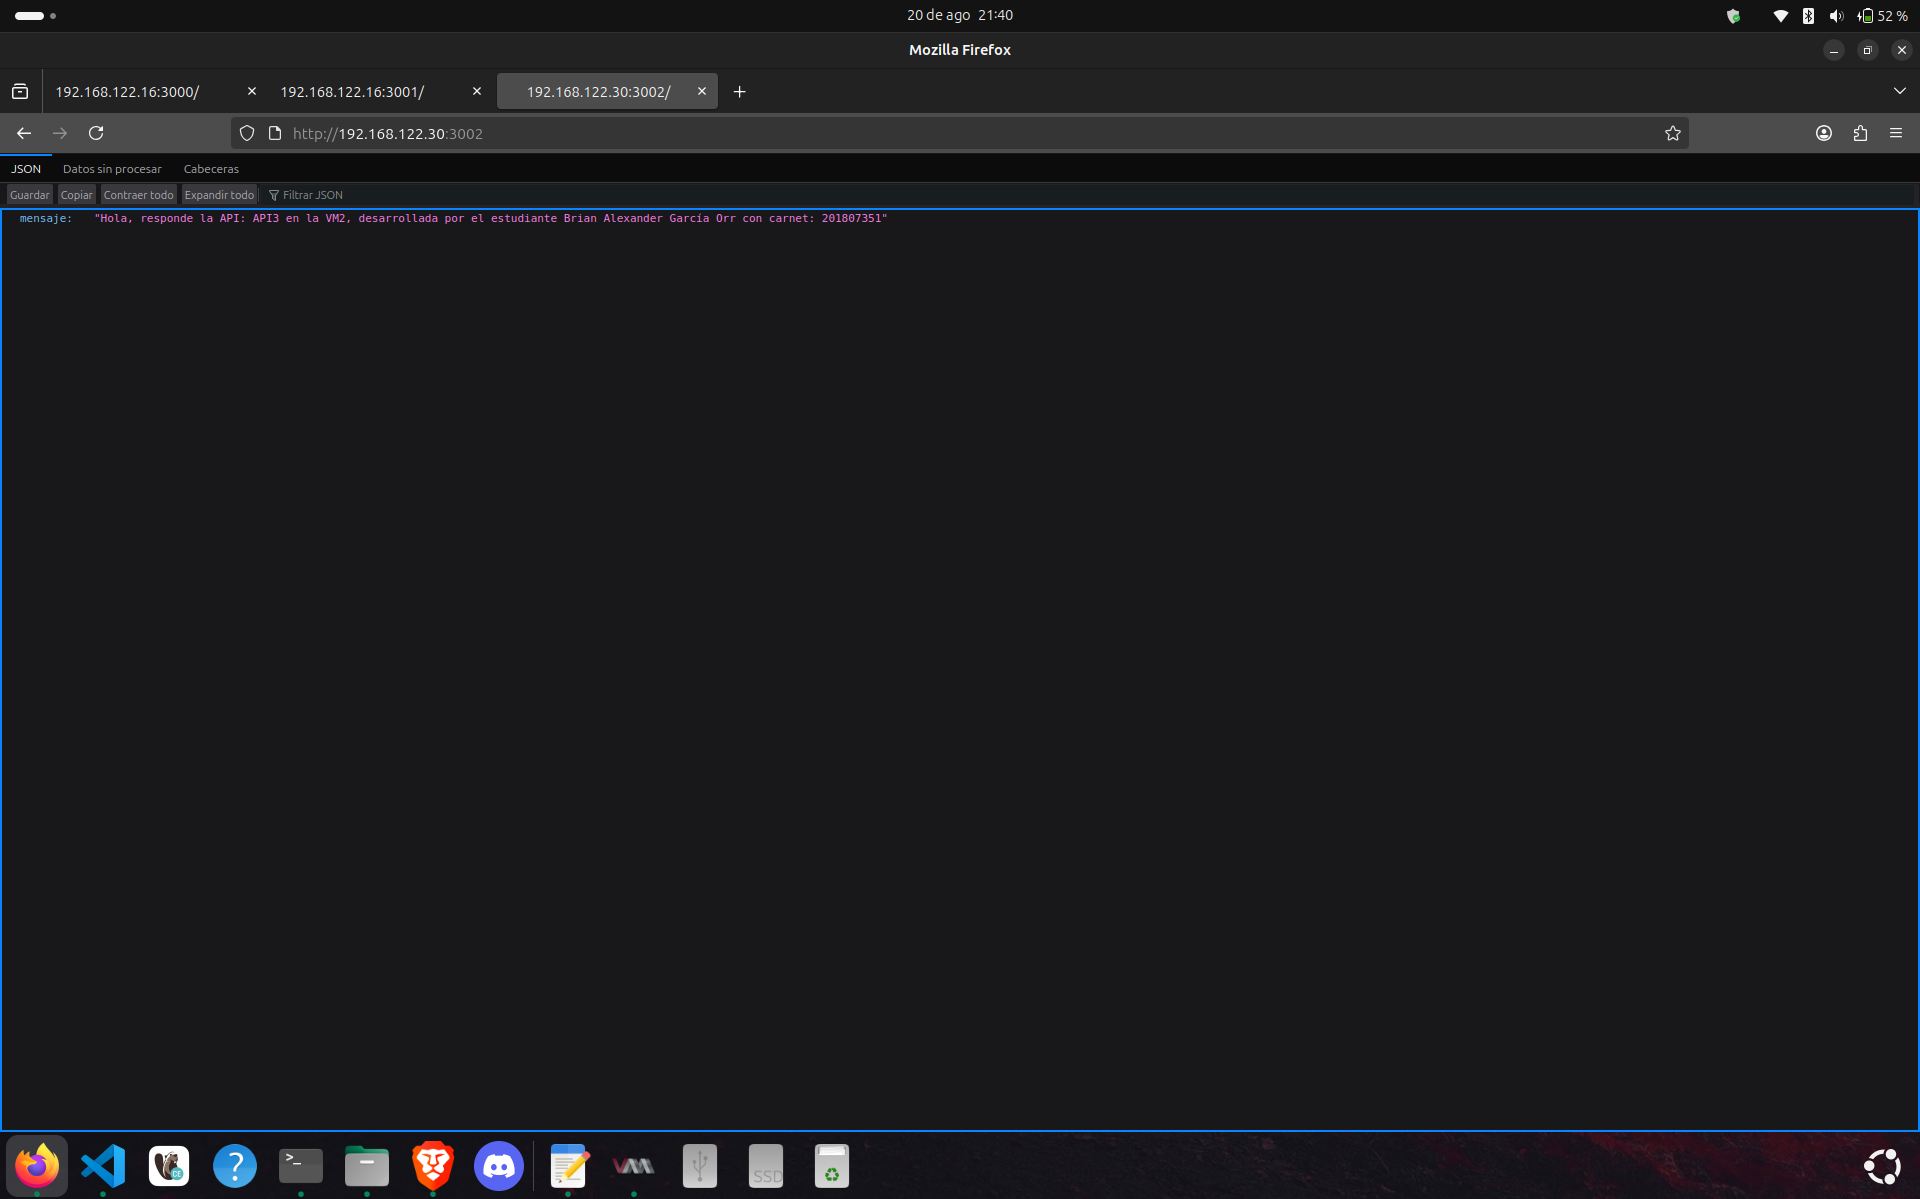 20 de ago 21:40
52 %
Mozilla Firefox
192.168.122.16:3000/
192.168.122.16:3001/
192.168.122.30:3002/
http://192.168.122.30:3002
JSON
Datos sin procesar
Cabeceras
Guardar
Copiar
Contraer todo
Expandir todo
Filtrar JSON
mensaje: "Hola, responde la API: API3 en la VM2, desarrollada por el estudiante Brian Alexander García Orr con carnet: 201807351"
>_
CE
?
VMM
SSD